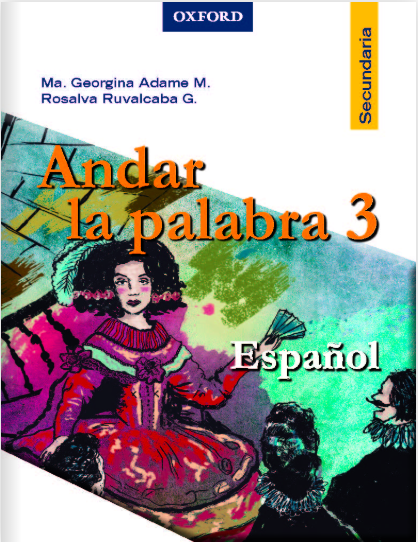 OXFORD
Secundaria
Ma. Georgina Adame M.
Rosalva Ruvalcaba G.
Andar
la palabra 3
Español